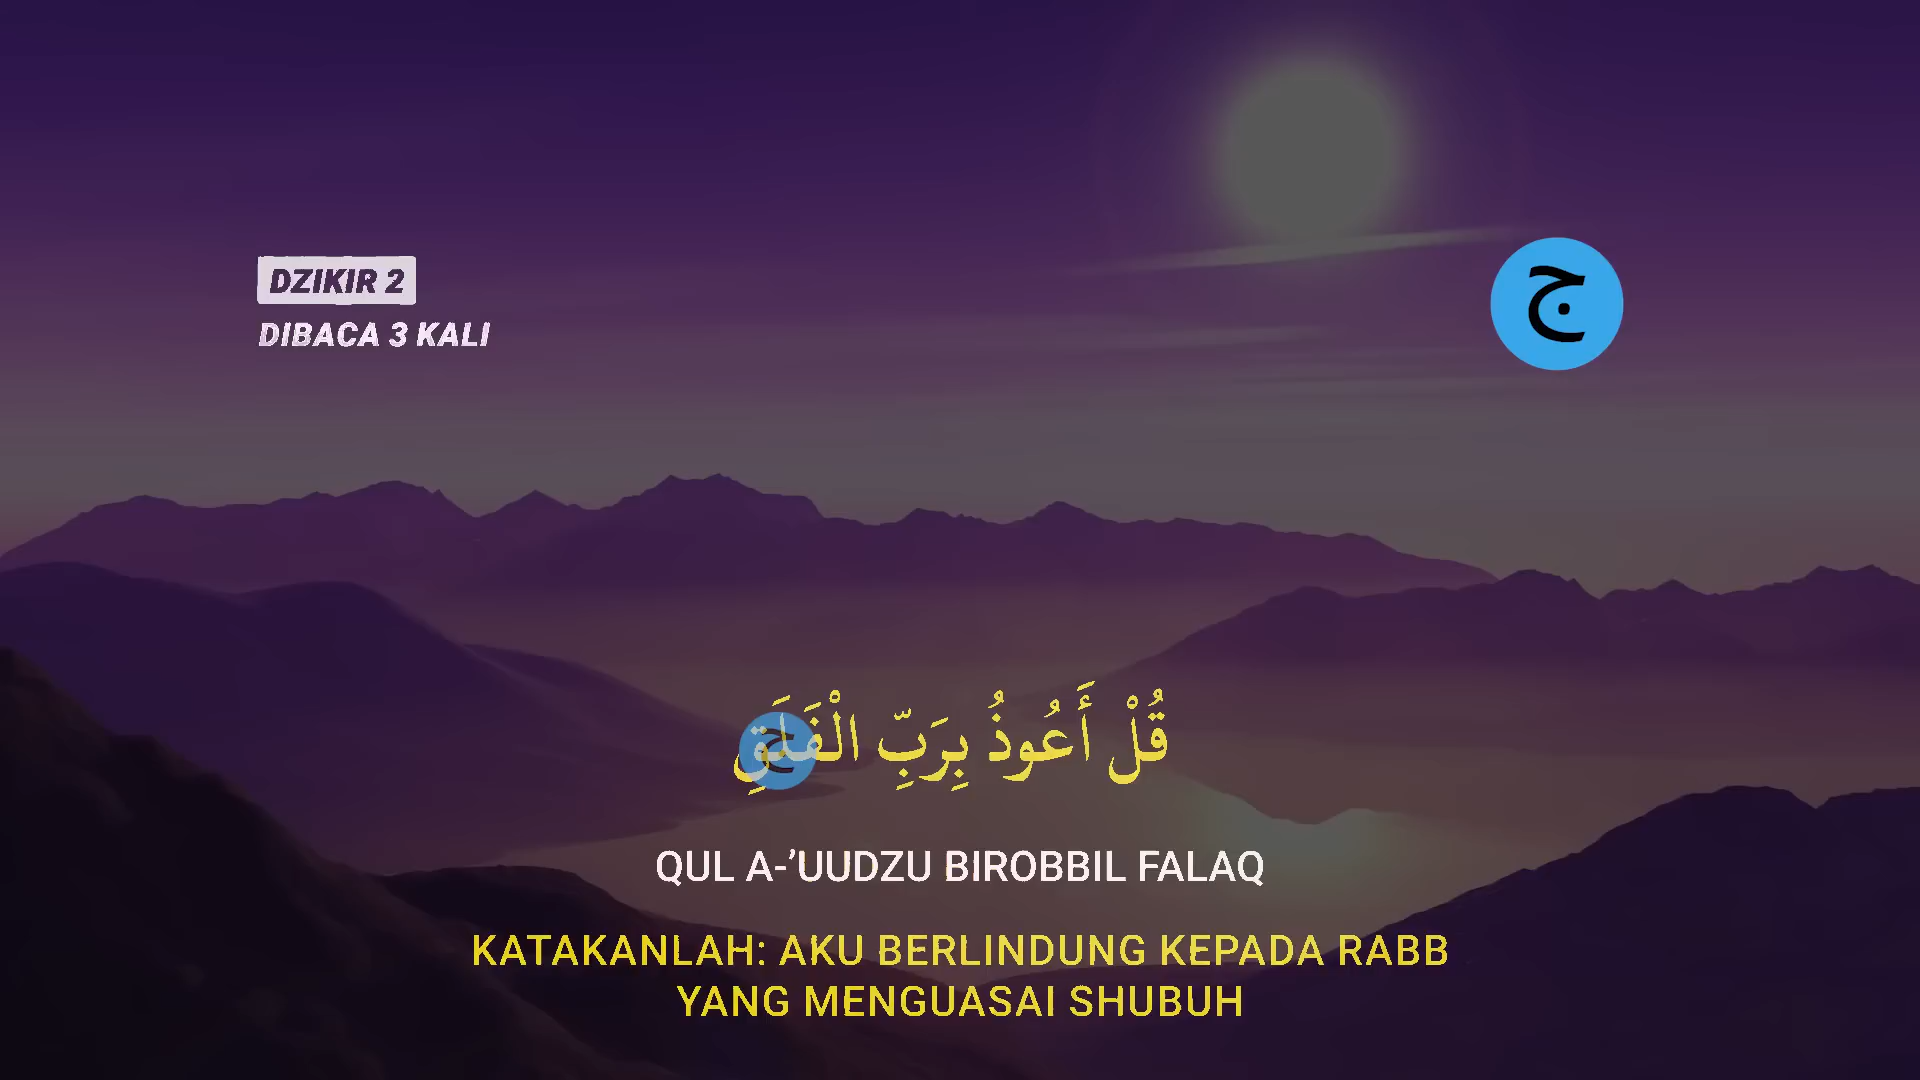 DZIKIR 2
DIBACA 3 KALI
ج
قُلْ أَعُوذُ بِرَبِّ الْفَلَقِ
ج
QUL A-’UUDZU BIROBBIL FALAQ
KATAKANLAH: AKU BERLINDUNG KEPADA RABB
YANG MENGUASAI SHUBUH